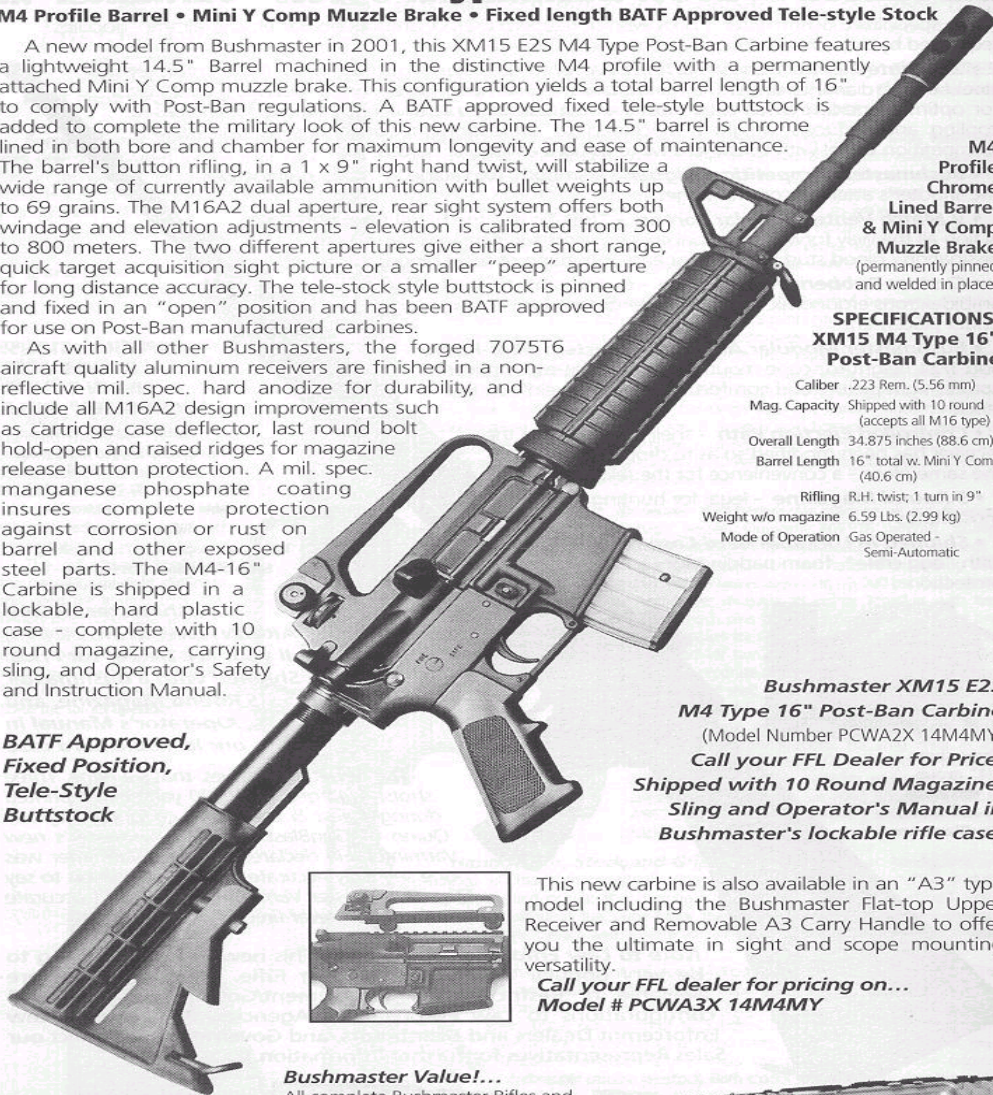 M4 Profile Barrel • Mini Y Comp Muzzle Brake • Fixed length BATF Approved Tele-style Stock
A new model from Bushmaster in 2001, this XM15 E2S M4 Type Post-Ban Carbine features
a lightweight 14.5" Barrel machined in the distinctive M4 profile with a permanently
attached Mini Y Comp muzzle brake. This configuration yields a total barrel length of 16"
to comply with Post-Ban regulations. A BATF approved fixed tele-style buttstock is
added to complete the military look of this new carbine. The 14.5" barrel is chrome
lined in both bore and chamber for maximum longevity and ease of maintenance.
The barrel's button rifling, in a 1 x 9" right hand twist, will stabilize a
wide range of currently available ammunition with bullet weights up
to 69 grains. The M16A2 dual aperture, rear sight system offers both
windage and elevation adjustments - elevation is calibrated from 300
to 800 meters. The two different apertures give either a short range,
quick target acquisition sight picture or a smaller "peep" aperture
for long distance accuracy. The tele-stock style buttstock is pinned
and fixed in an "open" position and has been BATF approved
for use on Post-Ban manufactured carbines.
As with all other Bushmasters, the forged 7075T6
aircraft quality aluminum receivers are finished in a non-
reflective mil. spec. hard anodize for durability, and
include all M16A2 design improvements such
as cartridge case deflector, last round bolt
hold-open and raised ridges for magazine
release button protection. A mil. spec.
manganese phosphate coating
insures complete protection
against corrosion or rust on
barrel and other exposed
steel parts. The M4-16"
Carbine is shipped in a
lockable, hard plastic
case - complete with 10
round magazine, carrying
sling, and Operator's Safety
and Instruction Manual.
BATF Approved,
Fixed Position,
Tele-Style
Buttstock
M4
Profile
Chrome
Lined Barrel
& Mini Y Comp
Muzzle Brake
(permanently pinned
and welded in place
SPECIFICATIONS
XM15 M4 Type 16"
Post-Ban Carbine
Caliber .223 Rem. (5.56 mm)
Mag. Capacity Shipped with 10 round
(accepts all M16 type)
Overall Length 34.875 inches (88.6 cm)
Barrel Length 16" total w. Mini Y Com
(40.6 cm)
Rifling R.H. twist; 1 turn in 9"
Weight w/o magazine 6.59 Lbs. (2.99 kg)
Mode of Operation Gas Operated -
Semi-Automatic
FIRE SAFE
Bushmaster XM15 E2
M4 Type 16" Post-Ban Carbine
(Model Number PCWA2X 14M4MY
Call your FFL Dealer for Price
Shipped with 10 Round Magazine
Sling and Operator's Manual in
Bushmaster's lockable rifle case
This new carbine is also available in an "A3" typ
model including the Bushmaster Flat-top Uppe
Receiver and Removable A3 Carry Handle to offe
you the ultimate in sight and scope mountin
versatility.
Call your FFL dealer for pricing on...
Model # PCWA3X 14M4MY
Bushmaster Value!...
All complete Bushmaster Rifles and